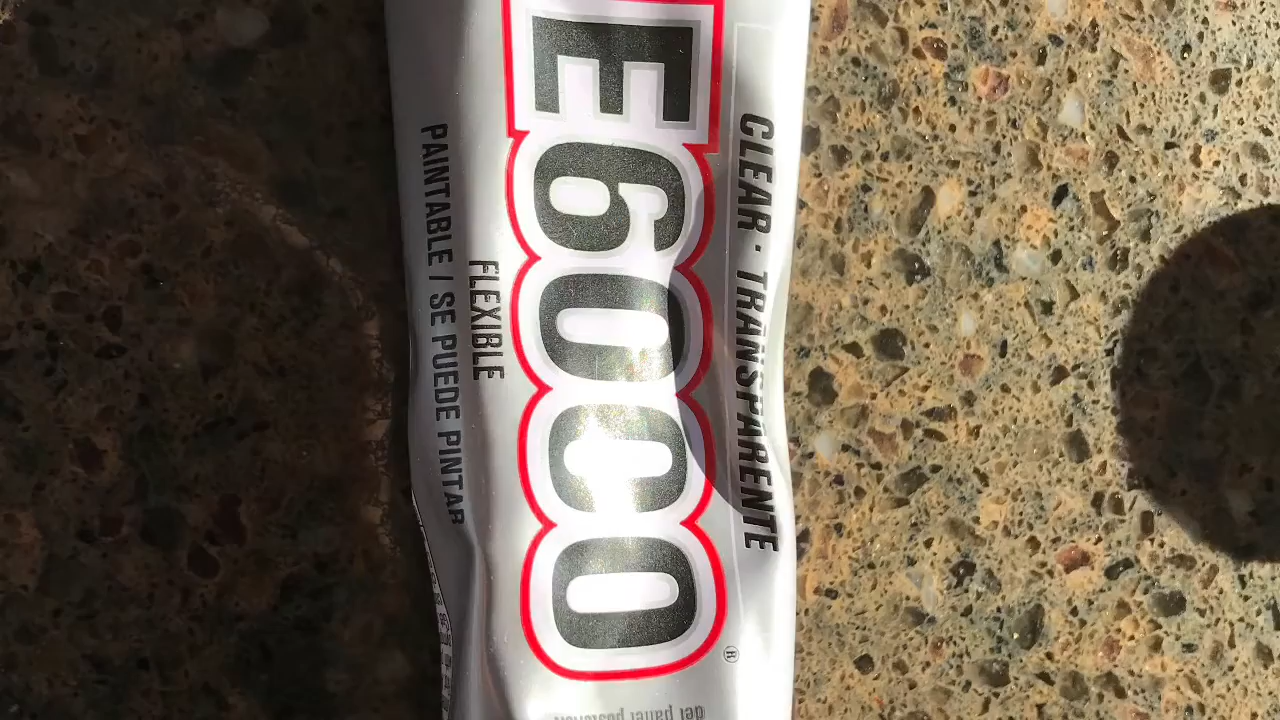 CLEAR · TRANSPARENTE
E6000®
FLEXIBLE
PAINTABLE / SE PUEDE PINTAR